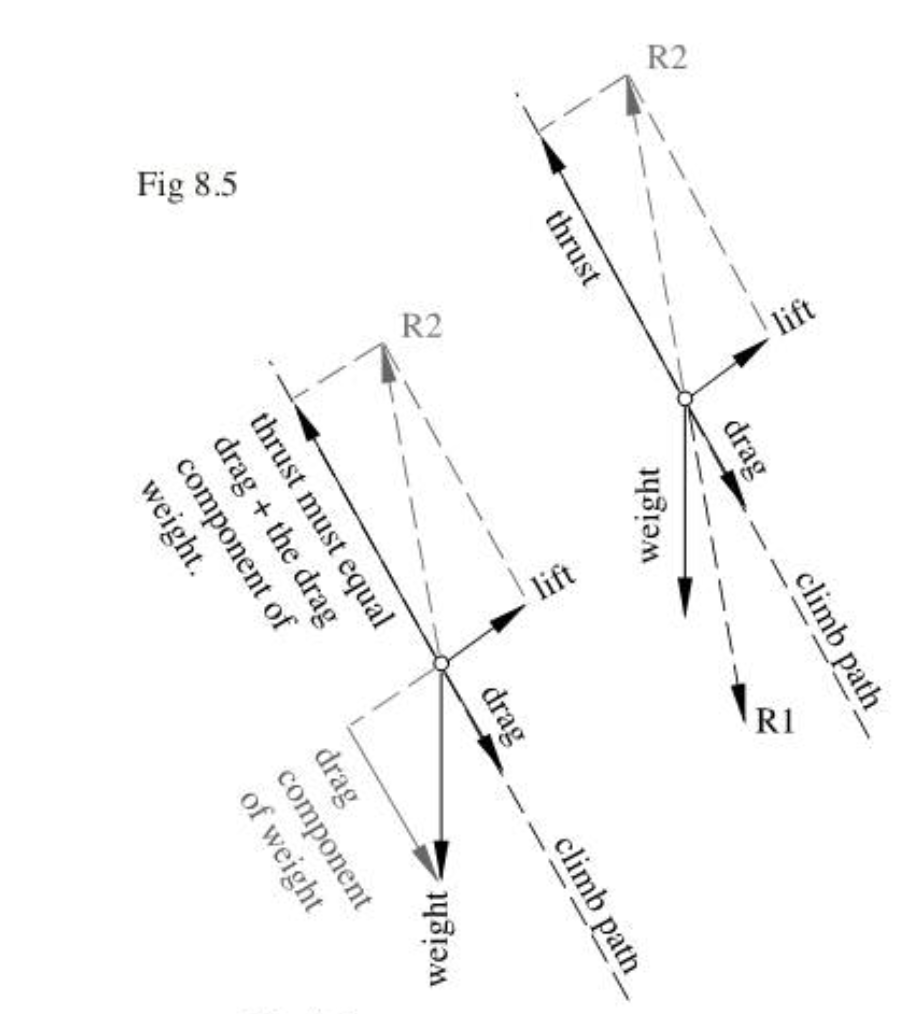 R2
Fig 8.5
thrust
lift
R2
drag
weight
thrust must equal
drag + the drag
component of
weight.
lift
climb path
drag
R1
drag
component
of weight
climb path
weight